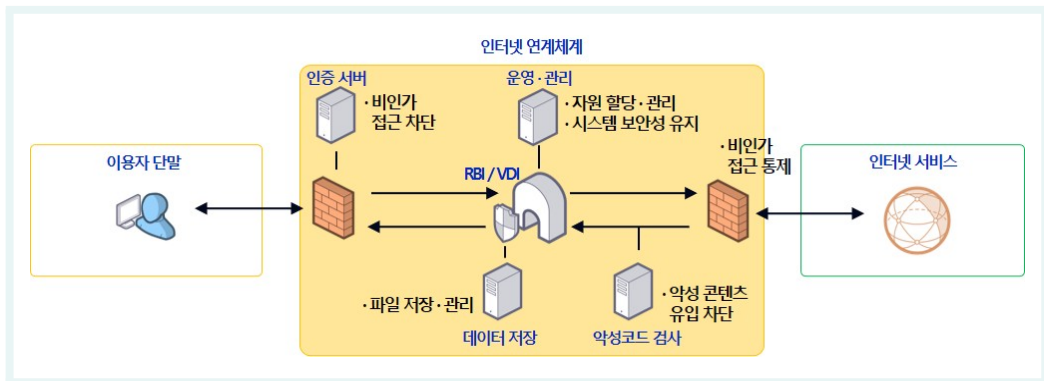 인터넷 연계체계
인증 서버
· 비인가
접근 차단
운영·관리
· 자원 할당·관리
· 시스템 보안성 유지
이용자 단말
RBI / VDI
· 비인가
접근 통제
인터넷 서비스
· 파일 저장·관리
데이터 저장
· 악성 콘텐츠
유입 차단
악성코드 검사